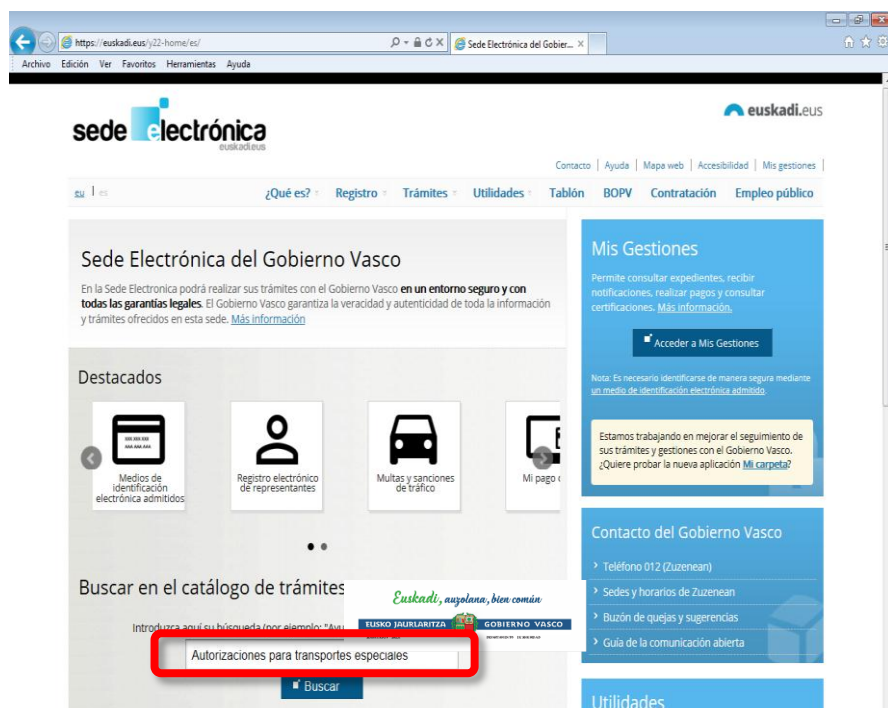 https://euskadi.eus/y22-home/es/
Sede Electrónica del Gobier...
Archivo Edición Ver Favoritos Herramientas Ayuda
sede electrónica
euskadi.eus
euskadi.eus
Contacto | Ayuda | Mapa web | Accesibilidad | Mis gestiones |
eu | es
¿Qué es? Registro Trámites Utilidades Tablón BOPV Contratación Empleo público
Sede Electrónica del Gobierno Vasco
En la Sede Electronica podrá realizar sus trámites con el Gobierno Vasco en un entorno seguro y con
todas las garantías legales. El Gobierno Vasco garantiza la veracidad y autenticidad de toda la información
y trámites ofrecidos en esta sede. Más información
Destacados
XXX XXX XXX
AAA AAA AAA
Medios de
identificación
electrónica admitidos
Registro electrónico
de representantes
Multas y sanciones
de tráfico
Mi pago
Buscar en el catálogo de trámites
Introduzca aquí su búsqueda (por ejemplo: "Ayu
Euskadi, auzolana, bien común
EUSKO JAURLARITZA GOBIERNO VASCO
Autorizaciones para transportes especiales
Buscar
Mis Gestiones
Permite consultar expedientes, recibir
notificaciones, realizar pagos y consultar
certificaciones. Más información.
Acceder a Mis Gestiones
Nota: Es necesario identificarse de manera segura mediante
un medio de identificación electrónica admitido.
Estamos trabajando en mejorar el seguimiento de
sus trámites y gestiones con el Gobierno Vasco.
¿Quiere probar la nueva aplicación Mi carpeta?
Contacto del Gobierno Vasco
Teléfono 012 (Zuzenean)
Sedes y horarios de Zuzenean
Buzón de quejas y sugerencias
Guía de la comunicación abierta
Utilidades